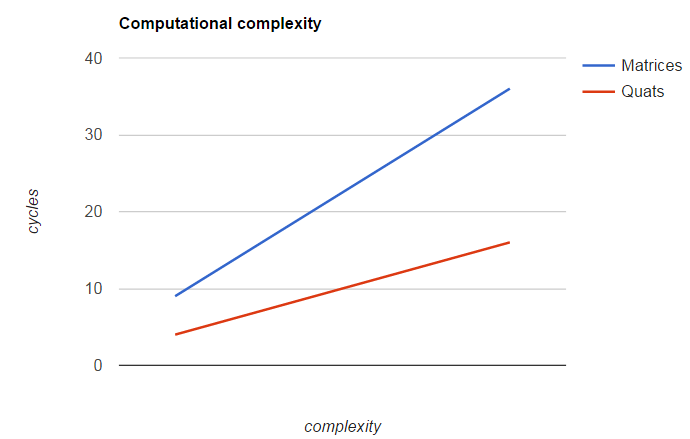 Computational complexity
40
30
20
10
0
cycles
complexity
Matrices
Quats